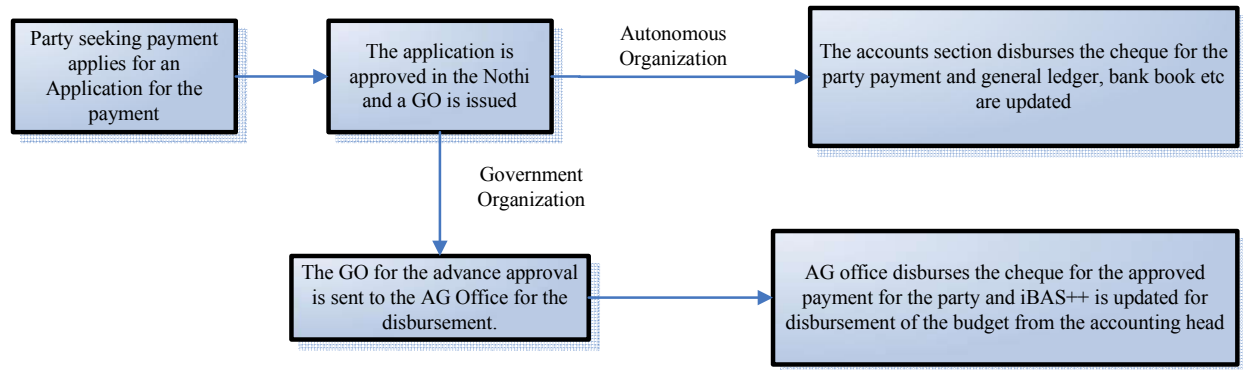 Party seeking payment
applies for an
Application for the
payment
The application is
approved in the Nothi
and a GO is issued
Autonomous
Organization
The accounts section disburses the cheque for the
party payment and general ledger, bank book etc
are updated
Government
Organization
The GO for the advance approval
is sent to the AG Office for the
disbursement.
AG office disburses the cheque for the approved
payment for the party and iBAS++ is updated for
disbursement of the budget from the accounting head